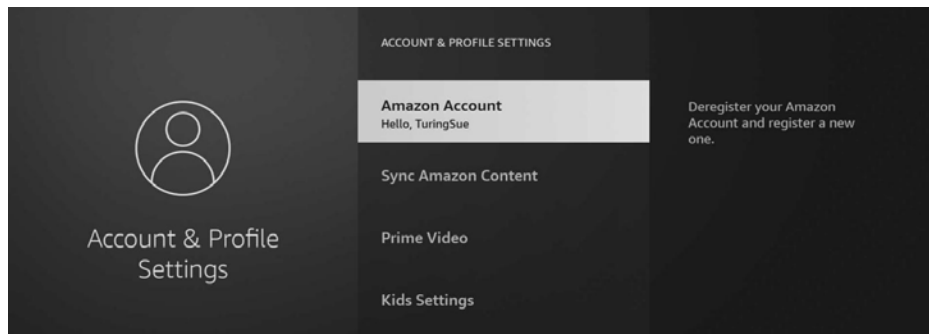 Account & Profile
Settings
ACCOUNT & PROFILE SETTINGS
Amazon Account
Hello, TuringSue
Sync Amazon Content
Prime Video
Kids Settings
Deregister your Amazon
Account and register a new
one.